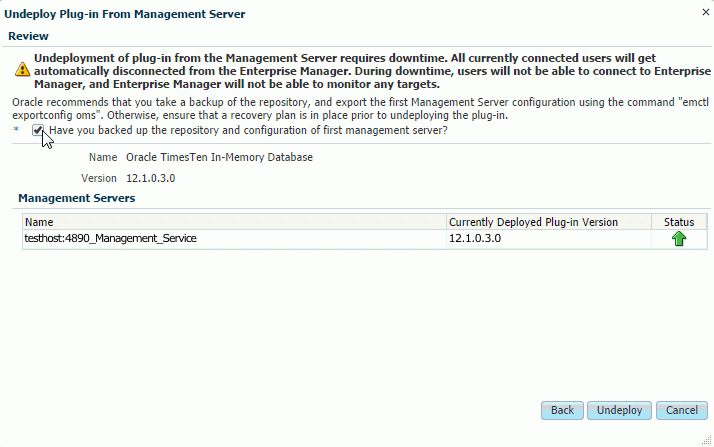 Undeploy Plug-in From Management Server
Review
Undeployment of plug-in from the Management Server requires downtime. All currently connected users will get
automatically disconnected from the Enterprise Manager. During downtime, users will not be able to connect to Enterprise
Manager, and Enterprise Manager will not be able to monitor any targets.
Oracle recommends that you take a backup of the repository, and export the first Management Server configuration using the command "emctl
exportconfig oms". Otherwise, ensure that a recovery plan is in place prior to undeploying the plug-in.
* Have you backed up the repository and configuration of first management server?
Name Oracle TimesTen In-Memory Database
Version 12.1.0.3.0
Management Servers
Name Currently Deployed Plug-in Version Status
testhost:4890_Management_Service 12.1.0.3.0
Back Undeploy Cancel